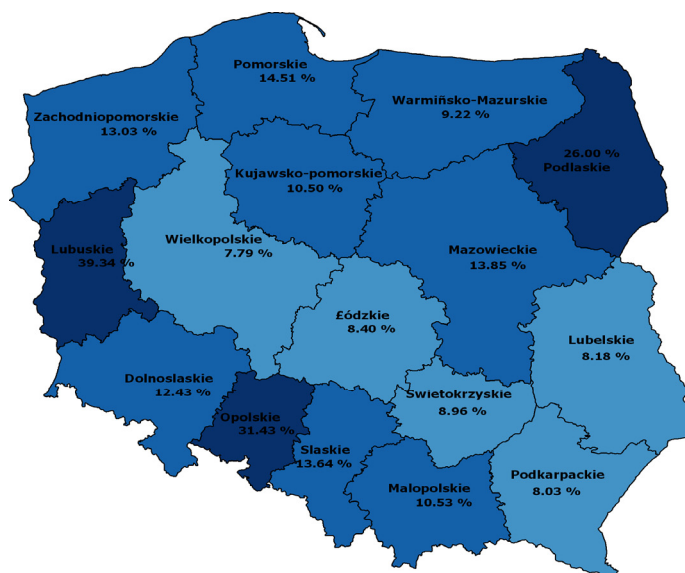 Pomorskie
14.51 %
Warmińsko-Mazurskie
9.22 %
Zachodniopomorskie
13.03 %
26.00 %
Podlaskie
Kujawsko-pomorskie
10.50 %
Wielkopolskie
7.79 %
Lubuskie
39.34 %
Mazowieckie
13.85 %
Łódzkie
8.40 %
Lubelskie
8.18 %
Dolnoslaskie
12.43 %
Swietokrzyskie
8.96 %
Opolskie
31.43 %
Slaskie
13.64 %
Podkarpackie
8.03 %
Malopolskie
10.53 %